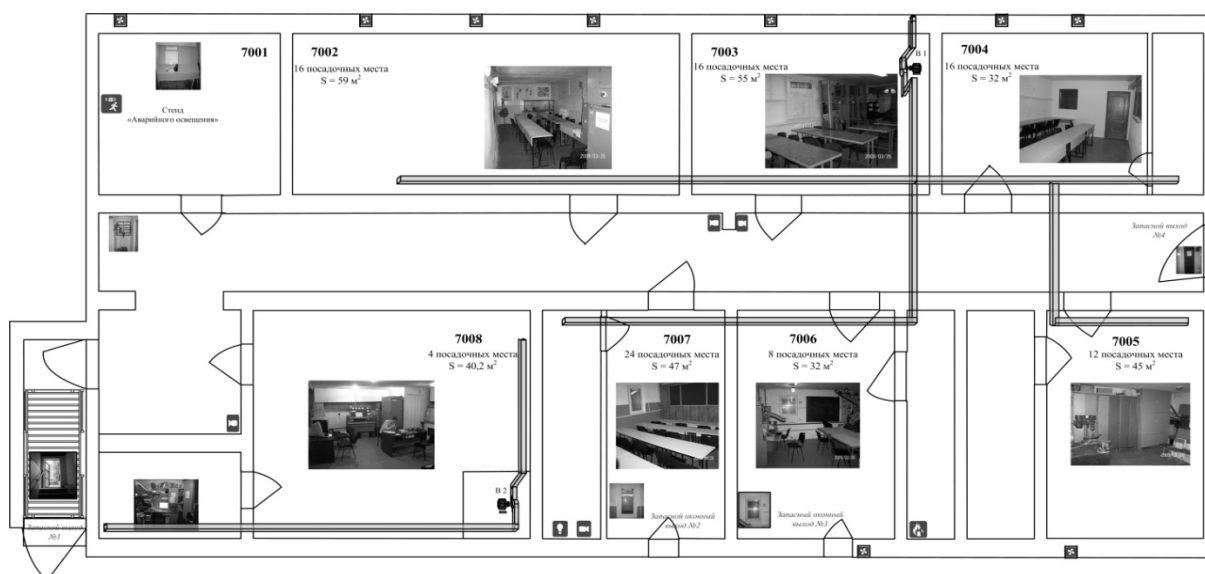 7001
Стенд
«Аварийного освещения»
7002
16 посадочных места
S = 59 м²
7003
16 посадочных места
S = 55 м²
В 1
7004
16 посадочных места
S = 32 м²
Запасной выход
№4
7008
4 посадочных места
S = 40,2 м²
В 2
7007
24 посадочных места
S = 47 м²
Запасный оконный
выход №2
7006
8 посадочных места
S = 32 м²
Запасный оконный
выход №3
7005
12 посадочных места
S = 45 м²
Запасной выход
№1